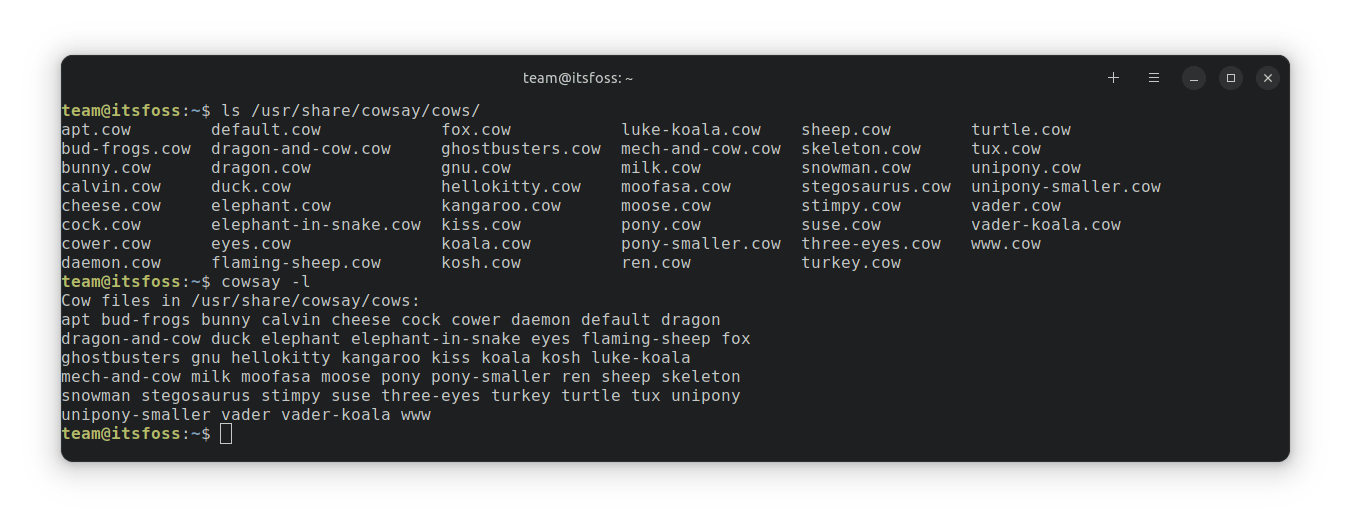 team@itsfoss: ~
team@itsfoss:~$ ls /usr/share/cowsay/cows/
apt.cow        default.cow            fox.cow           luke-koala.cow    sheep.cow        turtle.cow
bud-frogs.cow  dragon-and-cow.cow     ghostbusters.cow  mech-and-cow.cow  skeleton.cow     tux.cow
bunny.cow      dragon.cow             gnu.cow           milk.cow          snowman.cow      unipony.cow
calvin.cow     duck.cow               hellokitty.cow    moofasa.cow       stegosaurus.cow  unipony-smaller.cow
cheese.cow     elephant.cow           kangaroo.cow      moose.cow         stimpy.cow       vader.cow
cock.cow       elephant-in-snake.cow  kiss.cow          pony.cow          suse.cow         vader-koala.cow
cower.cow      eyes.cow               koala.cow         pony-smaller.cow  three-eyes.cow   www.cow
daemon.cow     flaming-sheep.cow      kosh.cow          ren.cow           turkey.cow
team@itsfoss:~$ cowsay -l
Cow files in /usr/share/cowsay/cows:
apt bud-frogs bunny calvin cheese cock cower daemon default dragon
dragon-and-cow duck elephant elephant-in-snake eyes flaming-sheep fox
ghostbusters gnu hellokitty kangaroo kiss koala kosh luke-koala
mech-and-cow milk moofasa moose pony pony-smaller ren sheep skeleton
snowman stegosaurus stimpy suse three-eyes turkey turtle tux unipony
unipony-smaller vader vader-koala www
team@itsfoss:~$